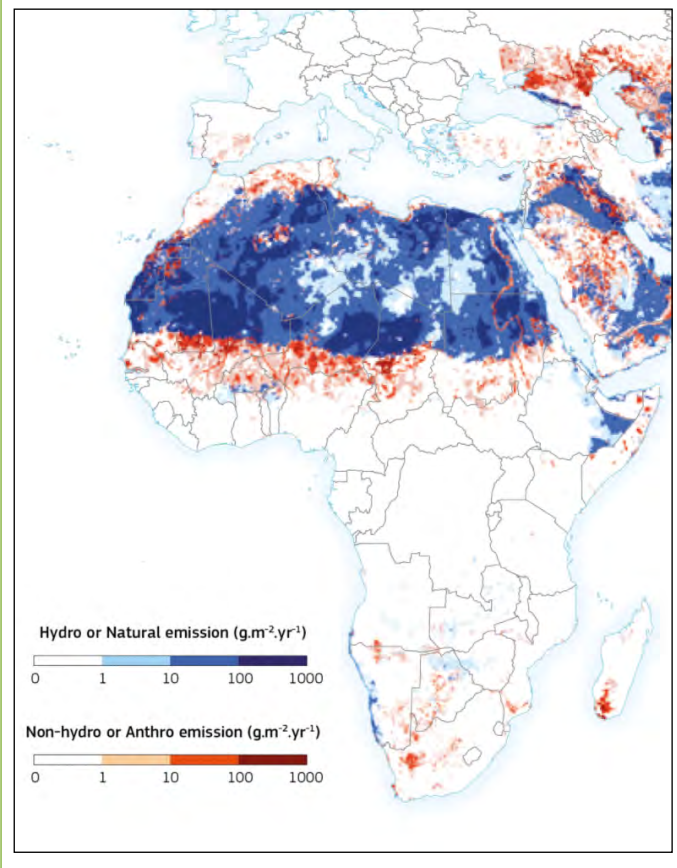 Hydro or Natural emission (g.m⁻².yr⁻¹)
0 1 10 100 1000
Non-hydro or Anthro emission (g.m⁻².yr⁻¹)
0 1 10 100 1000